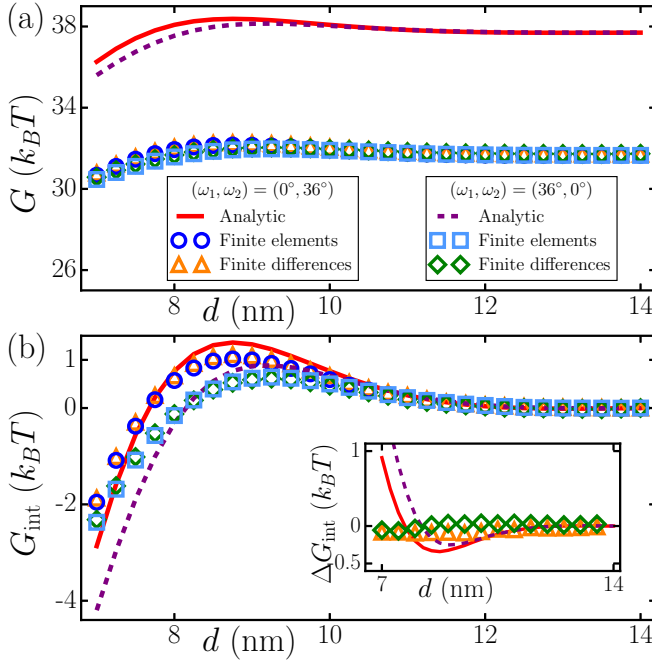 (a)
38
34
30
26
G (k_BT)
(ω₁, ω₂) = (0°, 36°)
Analytic
Finite elements
Finite differences
(ω₁, ω₂) = (36°, 0°)
Analytic
Finite elements
Finite differences
8 10 12 14
d (nm)
(b)
1
0
-2
-4
G_int (k_BT)
1
0
-0.5
ΔG_int (k_BT)
7 14
d (nm)
8 10 12 14
d (nm)